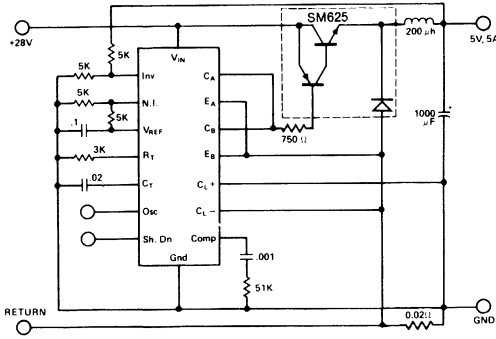 SM625
+28V
200 μh
5V, 5A
5K
VIN
5K
Inv
CA
5K
N.I.
EA
5K
.1
VREF
CB
750 Ω
1000 μF
+
3K
RT
EB
.02
CT
CL+
Osc
CL−
Sh. Dn
Comp
.001
Gnd
51K
RETURN
0.02Ω
GND